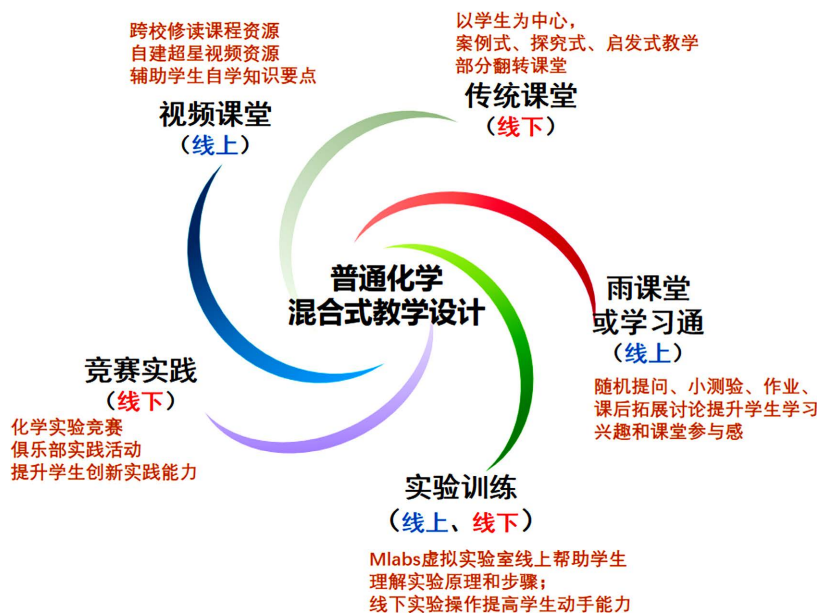 跨校修读课程资源
自建超星视频资源
辅助学生自学知识要点
视频课堂
（线上）
以学生为中心，
案例式、探究式、启发式教学
部分翻转课堂
传统课堂
（线下）
普通化学
混合式教学设计
雨课堂
或学习通
（线上）
随机提问、小测验、作业、
课后拓展讨论提升学生学习
兴趣和课堂参与感
竞赛实践
（线下）
化学实验竞赛
俱乐部实践活动
提升学生创新实践能力
实验训练
（线上、线下）
Mlabs虚拟实验室线上帮助学生
理解实验原理和步骤；
线下实验操作提高学生动手能力